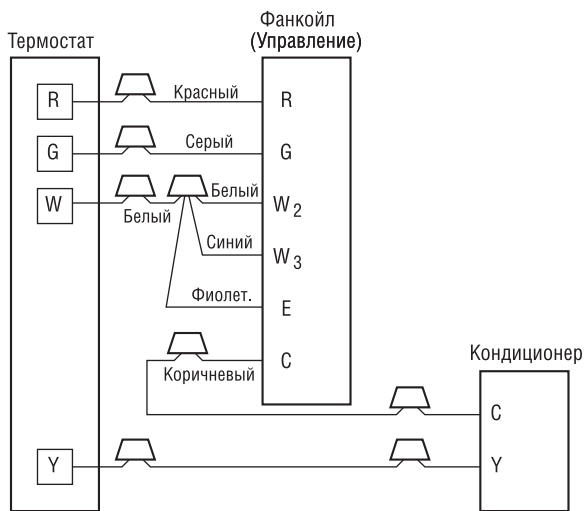 Фанкойл
(Управление)
Термостат
R
Красный
R
G
Серый
G
W
Белый
Белый
W2
Синий
W3
Фиолет.
E
Коричневый
C
Кондиционер
C
Y
Y